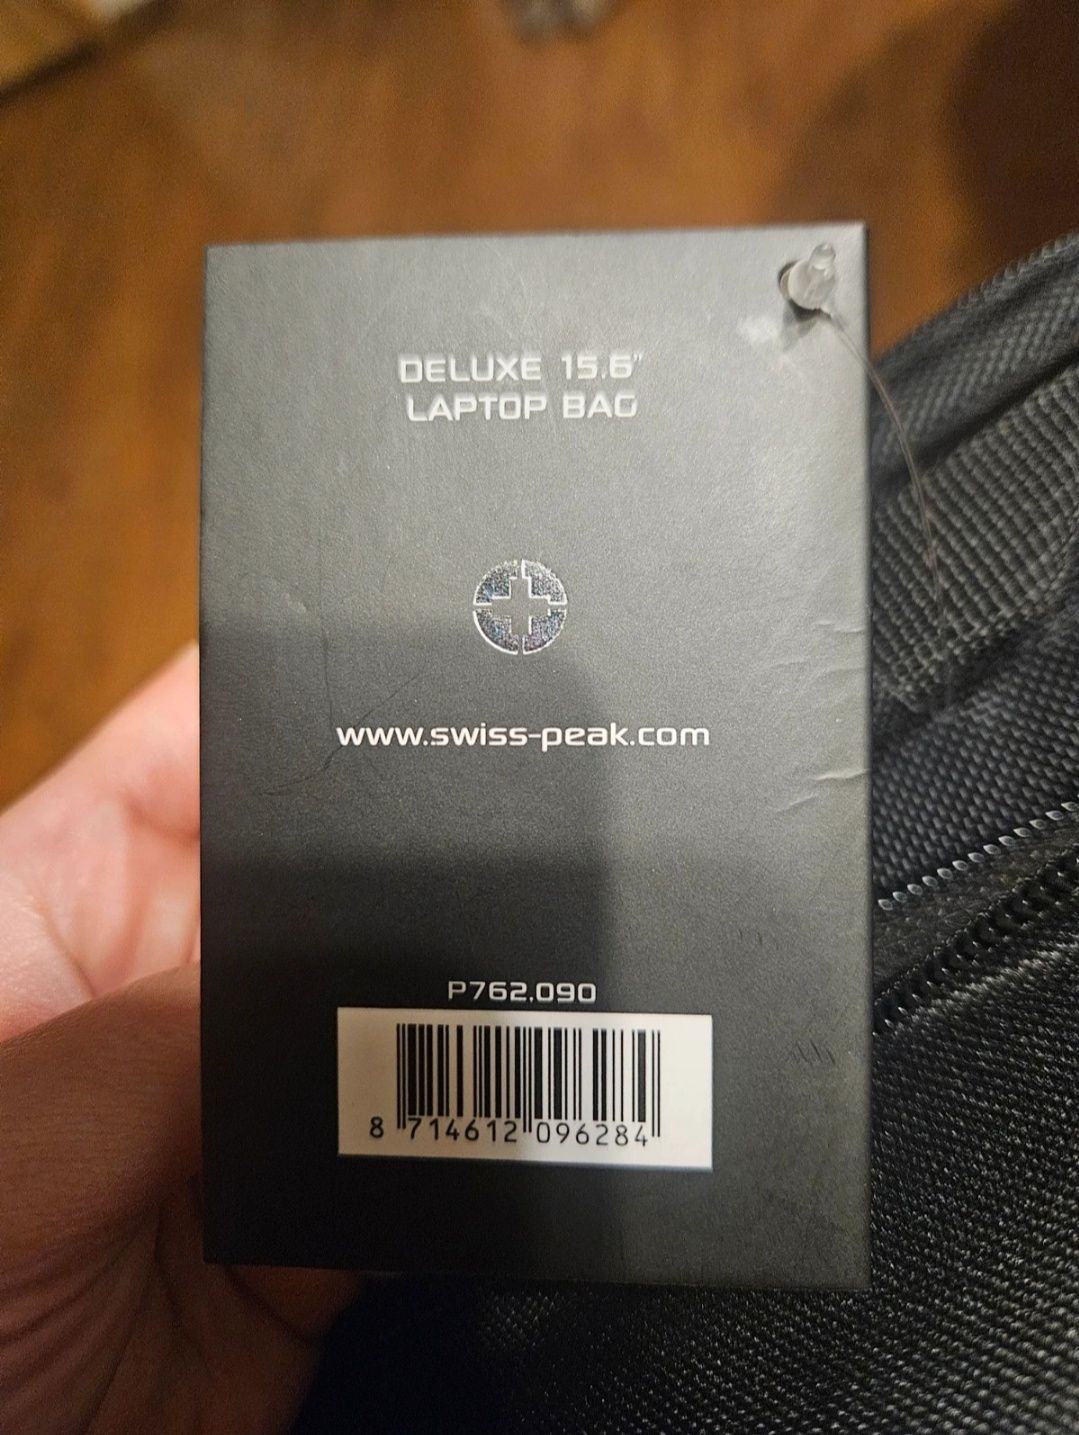 DELUXE 15.6"
LAPTOP BAG
www.swiss-peak.com
P762.090
8 714612 096284